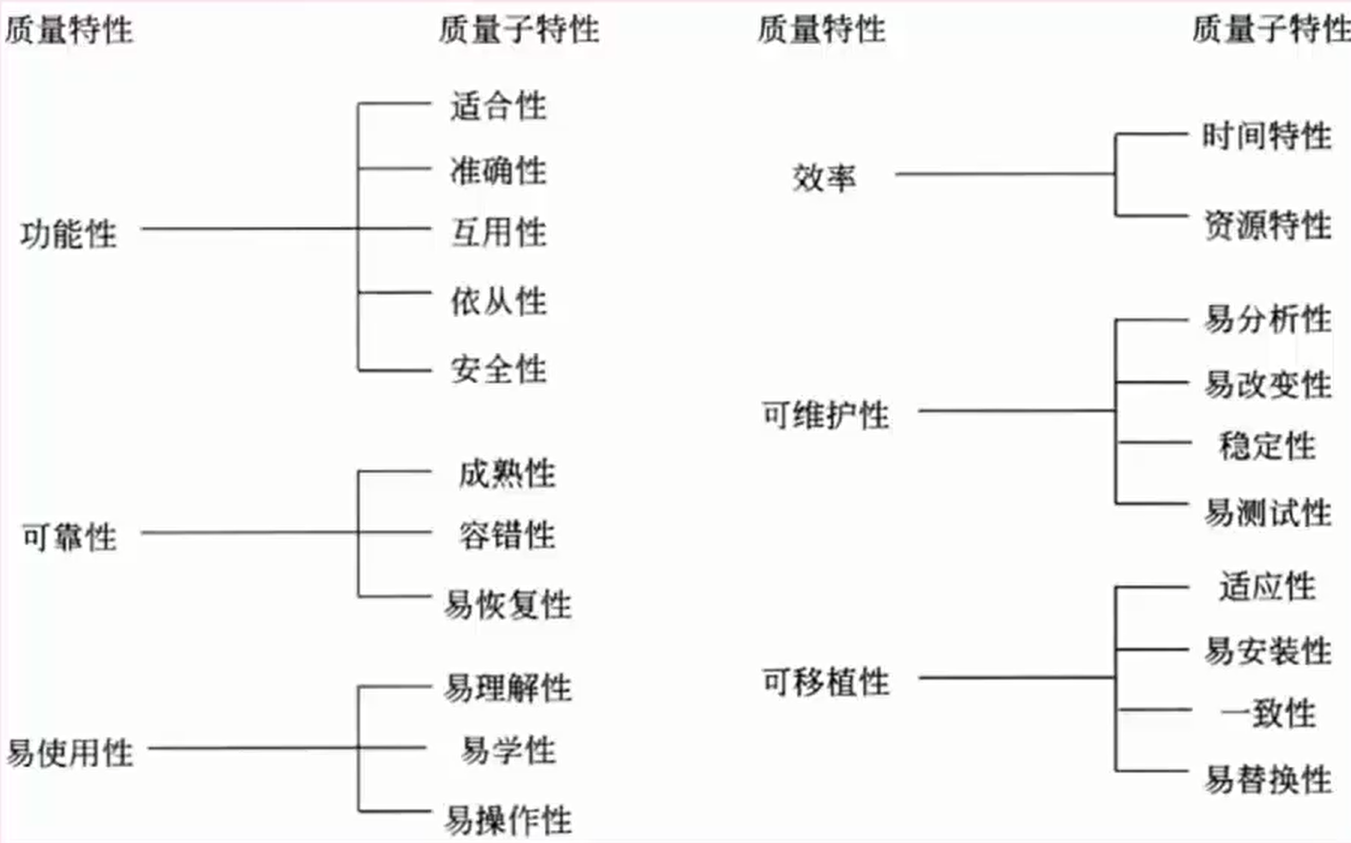 质量特性
质量子特性
功能性
适合性
准确性
互用性
依从性
安全性
可靠性
成熟性
容错性
易恢复性
易使用性
易理解性
易学性
易操作性
质量特性
质量子特性
效率
时间特性
资源特性
可维护性
易分析性
易改变性
稳定性
易测试性
可移植性
适应性
易安装性
一致性
易替换性